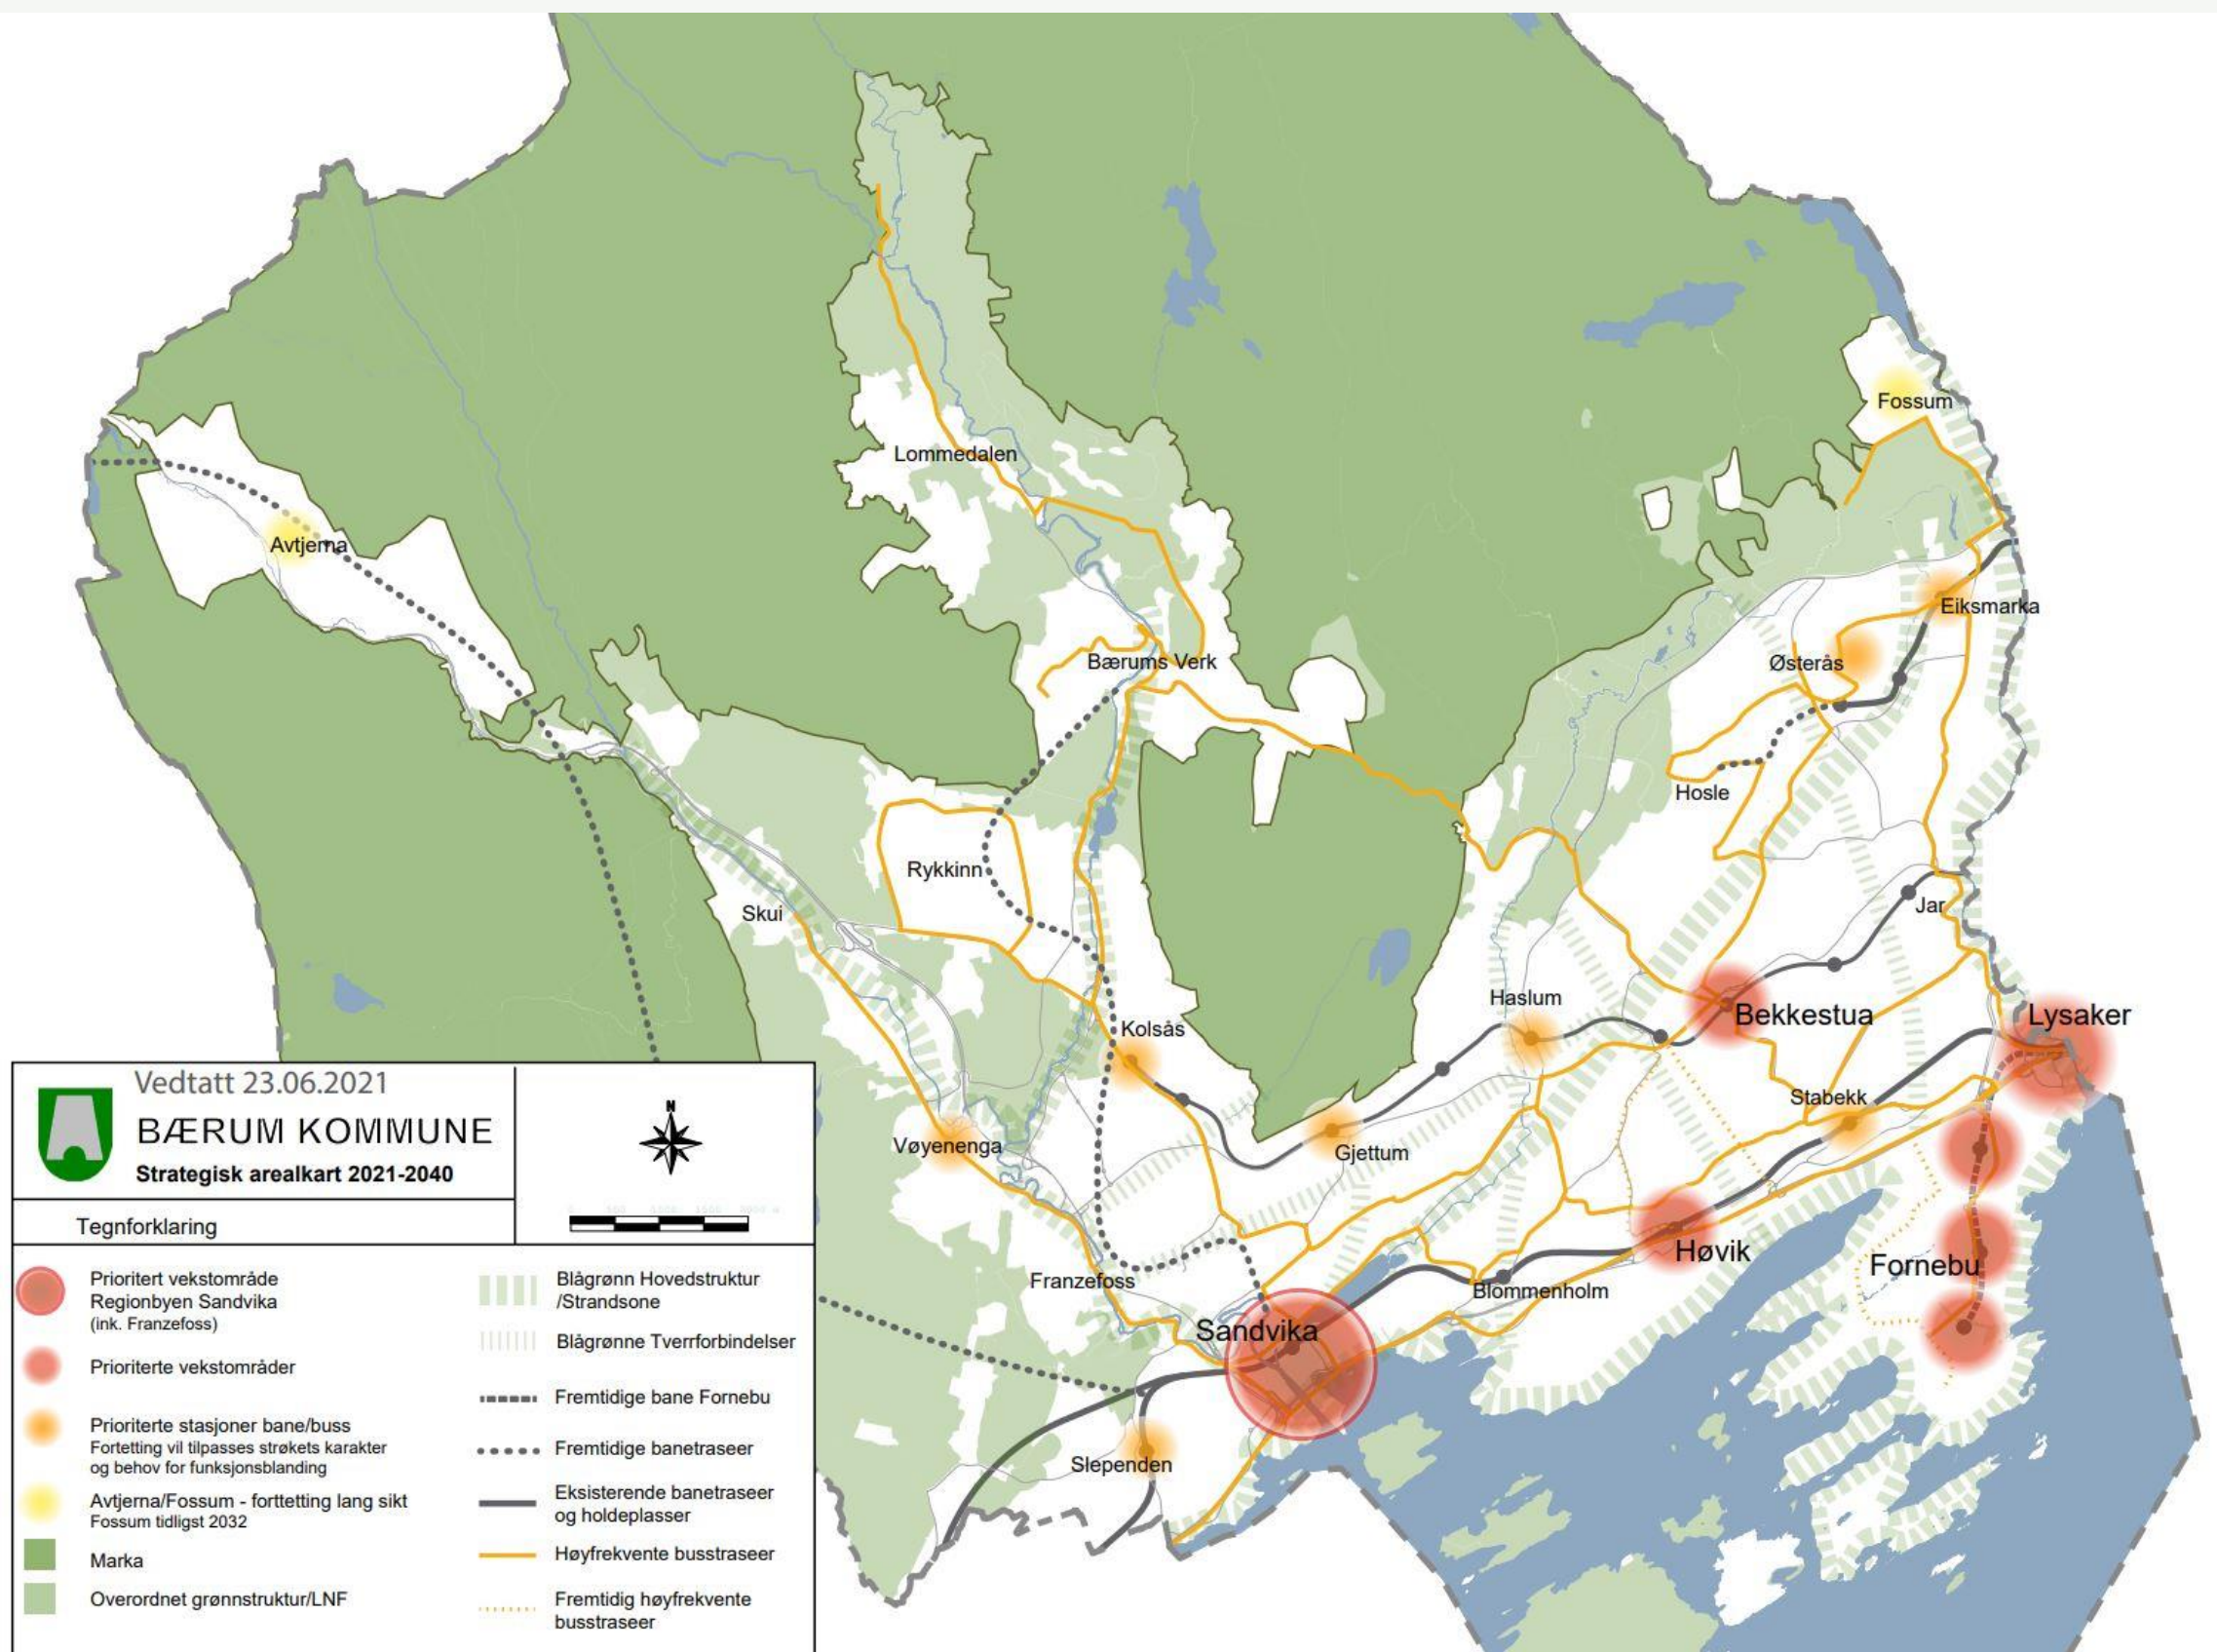 Fossum
Lommedalen
Avtjerna
Eiksmarka
Bærums Verk
Østerås
Hosle
Rykkinn
Skui
Jar
Haslum
Bekkestua
Lysaker
Kolsås
Stabekk
Vøyenenga
Gjettum
Høvik
Fornebu
Franzefoss
Blommenholm
Sandvika
Slependen
Vedtatt 23.06.2021
BÆRUM KOMMUNE
Strategisk arealkart 2021-2040
N
Tegnforklaring
Prioritert vekstområde
Regionbyen Sandvika
(ink. Franzefoss)
Prioriterte vekstområder
Prioriterte stasjoner bane/buss
Fortetting vil tilpasses strøkets karakter
og behov for funksjonsblanding
Avtjerna/Fossum - forttetting lang sikt
Fossum tidligst 2032
Marka
Overordnet grønnstruktur/LNF
Blågrønn Hovedstruktur
/Strandsone
Blågrønne Tverrforbindelser
Fremtidige bane Fornebu
Fremtidige banetraseer
Eksisterende banetraseer
og holdeplasser
Høyfrekvente busstraseer
Fremtidig høyfrekvente
busstraseer